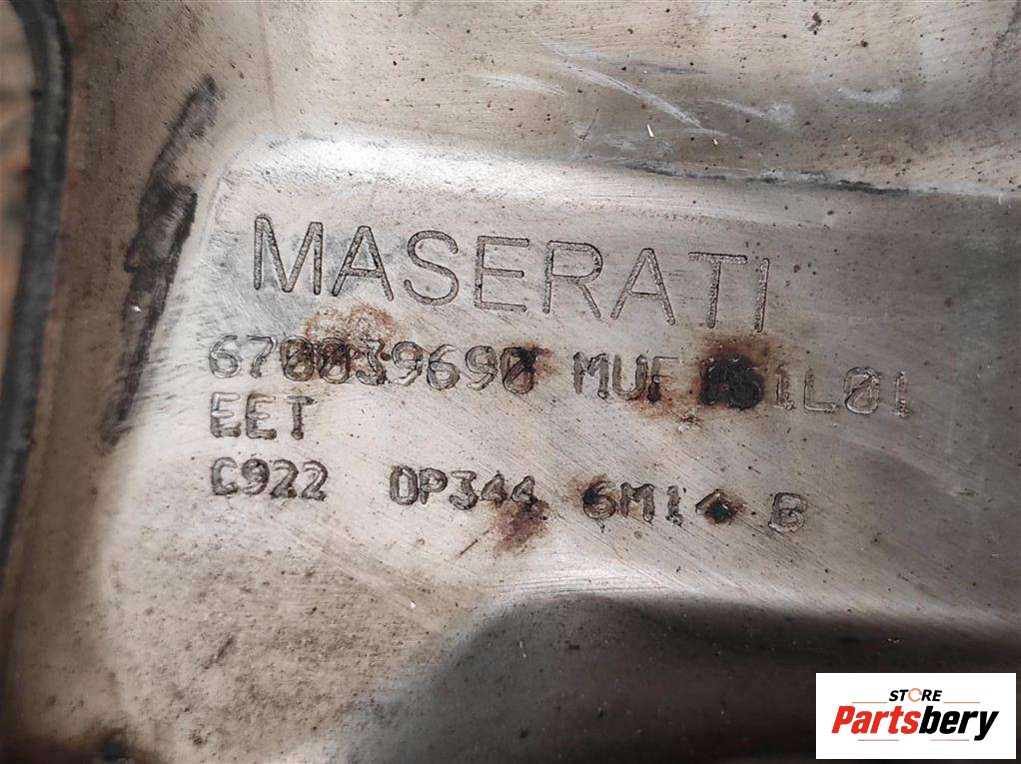 MASERATI
670039690 MUF 1L01
EET
C922 0P344 6M14 B
STORE
Partsbery